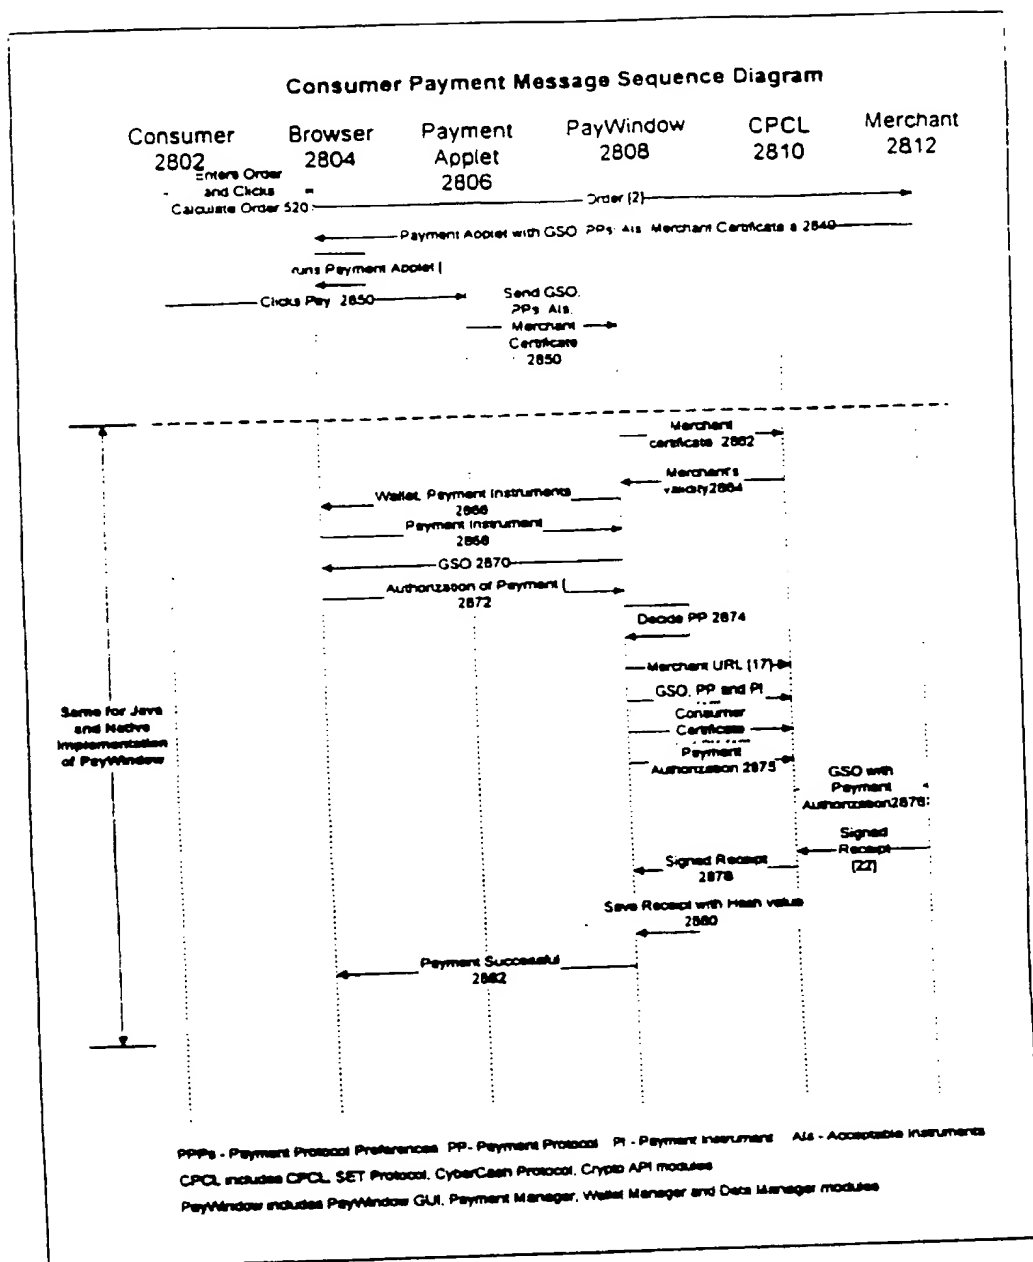 Consumer Payment Message Sequence Diagram
Consumer
2802
Browser
2804
Payment
Applet
2806
PayWindow
2808
CPCL
2810
Merchant
2812
Enters Order
and Clicks
Calculate Order 520
Order [2]
Payment Applet with GSO, PPs, AIs, Merchant Certificate s 2840
runs Payment Applet [
Clicks Pay 2850
Send GSO,
PPs, AIs,
Merchant
Certificate
2850
Merchant
certificate 2862
Merchant's
validity2864
Wallet, Payment Instruments
2866
Payment Instrument
2868
GSO 2870
Authorization of Payment [
2872
Decide PP 2874
Merchant URL [17]
GSO, PP and PI
Consumer
Certificate
Payment
Authorization 2875
GSO with
Payment
Authorization2876
Signed
Receipt
[22]
Signed Receipt
2878
Save Receipt with Hash value
2880
Payment Successful
2882
Same for Java
and Native
Implementation
of PayWindow
PPPs - Payment Protocol Preferences PP- Payment Protocol PI - Payment Instrument AIs - Acceptable Instruments
CPCL includes CPCL, SET Protocol, CyberCash Protocol, Crypto API modules
PayWindow includes PayWindow GUI, Payment Manager, Wallet Manager and Data Manager modules